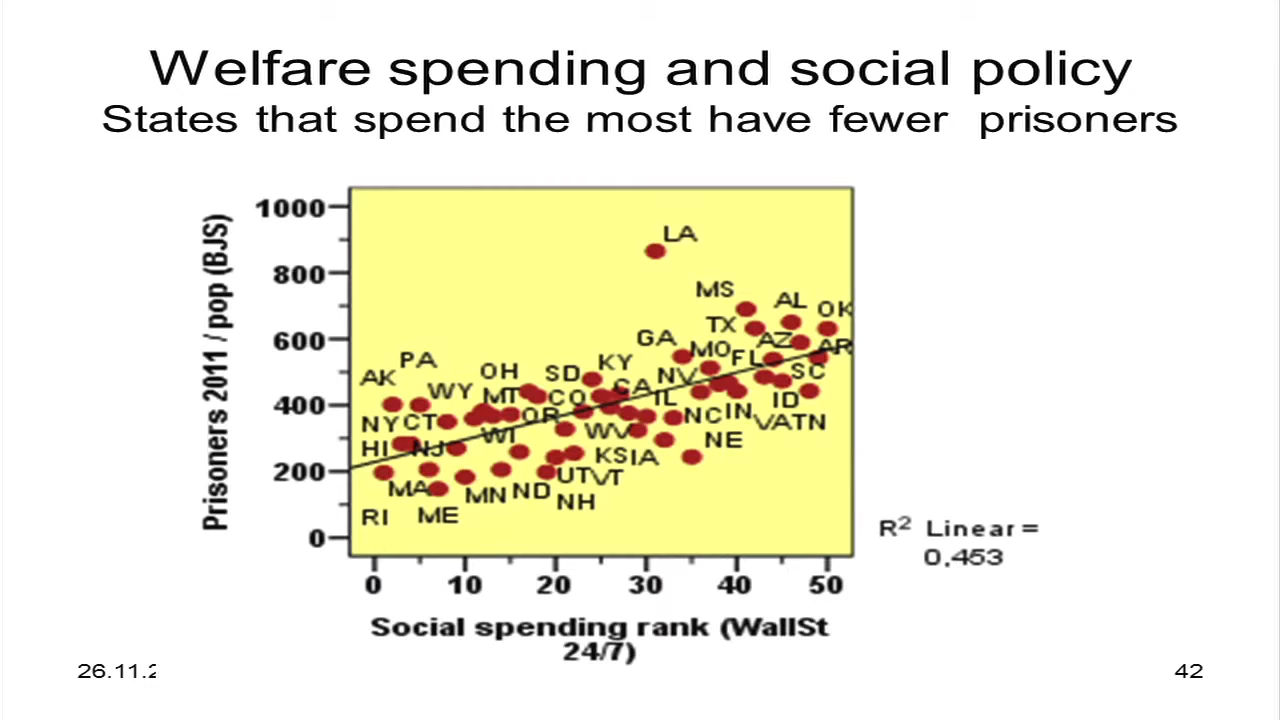 Welfare spending and social policy
States that spend the most have fewer prisoners
Prisoners 2011 / pop (BJS)
1000
800
600
400
200
0
LA
MS
AL
OK
TX
GA
AZ
AR
MO
FL
PA
OH
SD
KY
NV
SC
AK
WY
MT
CO
CA
IL
ID
NY
CT
OR
NC
IN
VA
TN
HI
NJ
WI
WV
NE
KS
IA
MA
MN
ND
UT
VT
NH
RI
ME
0 10 20 30 40 50
Social spending rank (WallSt
24/7)
R² Linear =
0,453
26.11.2
42